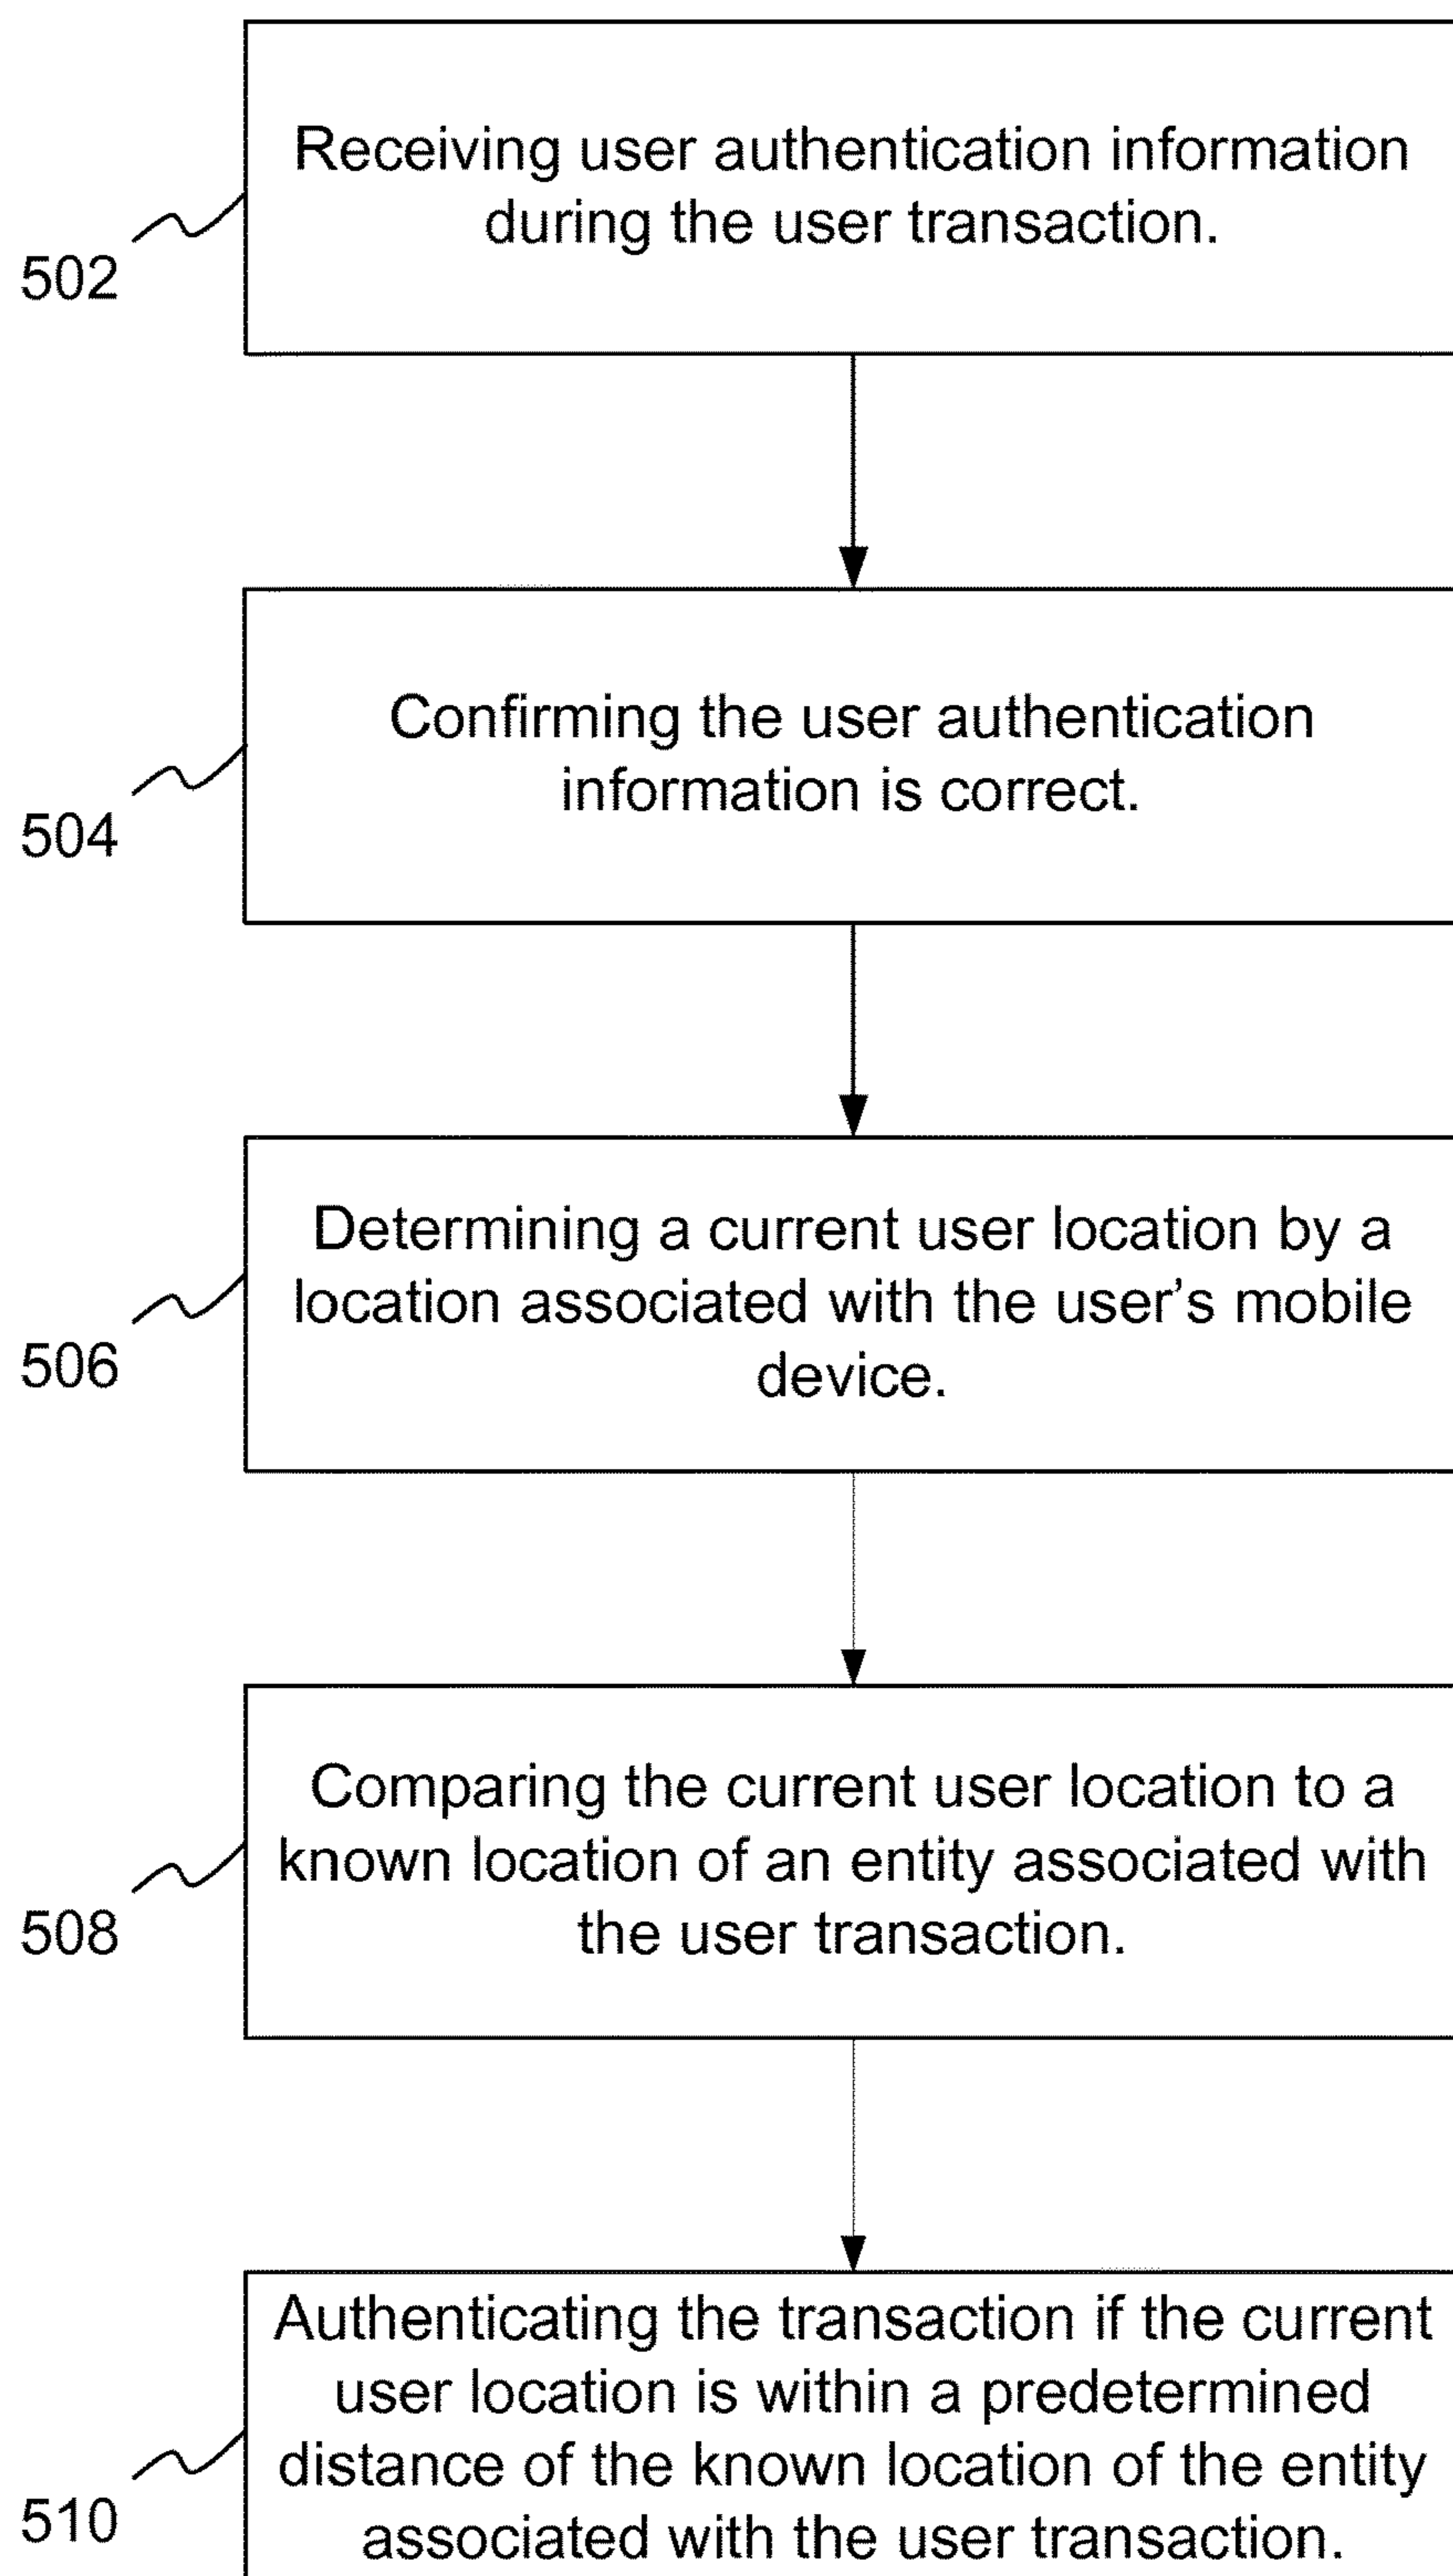 Receiving user authentication information
during the user transaction.
502
Confirming the user authentication
information is correct.
504
Determining a current user location by a
location associated with the user’s mobile
device.
506
Comparing the current user location to a
known location of an entity associated with
the user transaction.
508
Authenticating the transaction if the current
user location is within a predetermined
distance of the known location of the entity
associated with the user transaction.
510